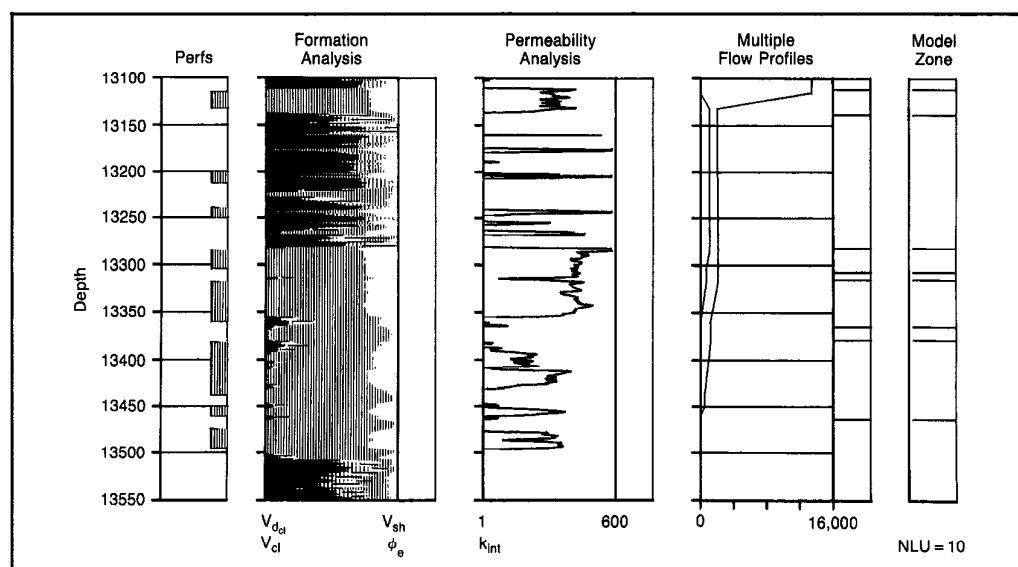 Perfs
Formation
Analysis
Permeability
Analysis
Multiple
Flow Profiles
Model
Zone
Depth
13100
13150
13200
13250
13300
13350
13400
13450
13500
13550
V_dcl
V_cl
V_sh
ϕ_e
1
600
k_int
0
16,000
NLU = 10